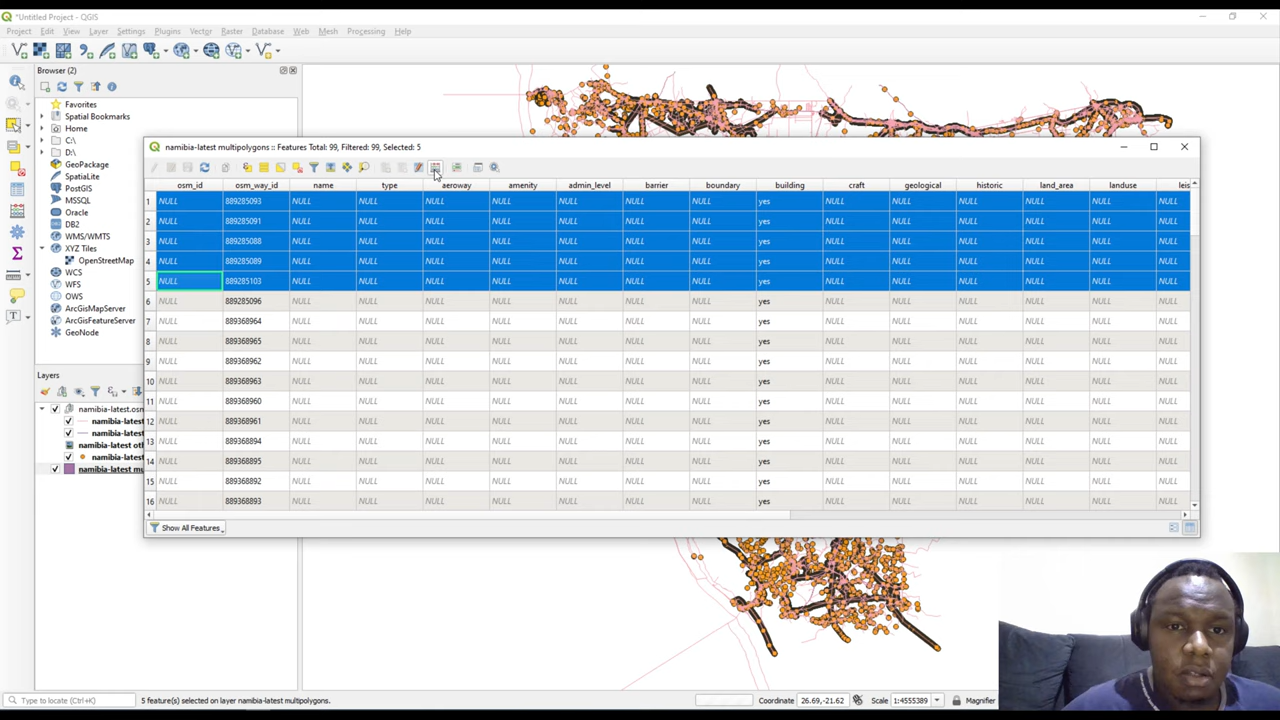 *Untitled Project - QGIS
Project Edit View Layer Settings Plugins Vector Raster Database Web Mesh Processing Help
Browser (2)
Favorites
Spatial Bookmarks
Home
C:\
D:\
GeoPackage
SpatiaLite
PostGIS
MSSQL
Oracle
DB2
WMS/WMTS
XYZ Tiles
OpenStreetMap
WCS
WFS
OWS
ArcGisMapServer
ArcGisFeatureServer
GeoNode
Layers
namibia-latest.osm
namibia-latest
namibia-latest
namibia-latest oth
namibia-latest
namibia-latest mu
namibia-latest multipolygons :: Features Total: 99, Filtered: 99, Selected: 5
osm_id osm_way_id name type aeroway amenity admin_level barrier boundary building craft geological historic land_area landuse leis
1 NULL 889285093 NULL NULL NULL NULL NULL NULL NULL yes NULL NULL NULL NULL NULL NULL
2 NULL 889285091 NULL NULL NULL NULL NULL NULL NULL yes NULL NULL NULL NULL NULL NULL
3 NULL 889285088 NULL NULL NULL NULL NULL NULL NULL yes NULL NULL NULL NULL NULL NULL
4 NULL 889285089 NULL NULL NULL NULL NULL NULL NULL yes NULL NULL NULL NULL NULL NULL
5 NULL 889285103 NULL NULL NULL NULL NULL NULL NULL yes NULL NULL NULL NULL NULL NULL
6 NULL 889285096 NULL NULL NULL NULL NULL NULL NULL yes NULL NULL NULL NULL NULL NULL
7 NULL 889368964 NULL NULL NULL NULL NULL NULL NULL yes NULL NULL NULL NULL NULL NULL
8 NULL 889368965 NULL NULL NULL NULL NULL NULL NULL yes NULL NULL NULL NULL NULL NULL
9 NULL 889368962 NULL NULL NULL NULL NULL NULL NULL yes NULL NULL NULL NULL NULL NULL
10 NULL 889368963 NULL NULL NULL NULL NULL NULL NULL yes NULL NULL NULL NULL NULL NULL
11 NULL 889368960 NULL NULL NULL NULL NULL NULL NULL yes NULL NULL NULL NULL NULL NULL
12 NULL 889368961 NULL NULL NULL NULL NULL NULL NULL yes NULL NULL NULL NULL NULL NULL
13 NULL 889368894 NULL NULL NULL NULL NULL NULL NULL yes NULL NULL NULL NULL NULL NULL
14 NULL 889368895 NULL NULL NULL NULL NULL NULL NULL yes NULL NULL NULL NULL NULL NULL
15 NULL 889368892 NULL NULL NULL NULL NULL NULL NULL yes NULL NULL NULL NULL NULL NULL
16 NULL 889368893 NULL NULL NULL NULL NULL NULL NULL yes NULL NULL NULL NULL NULL NULL
Show All Features
Type to locate (Ctrl+K) 5 feature(s) selected on layer namibia-latest multipolygons. Coordinate 26.69,-21.62 Scale 1:4555389 Magnifier